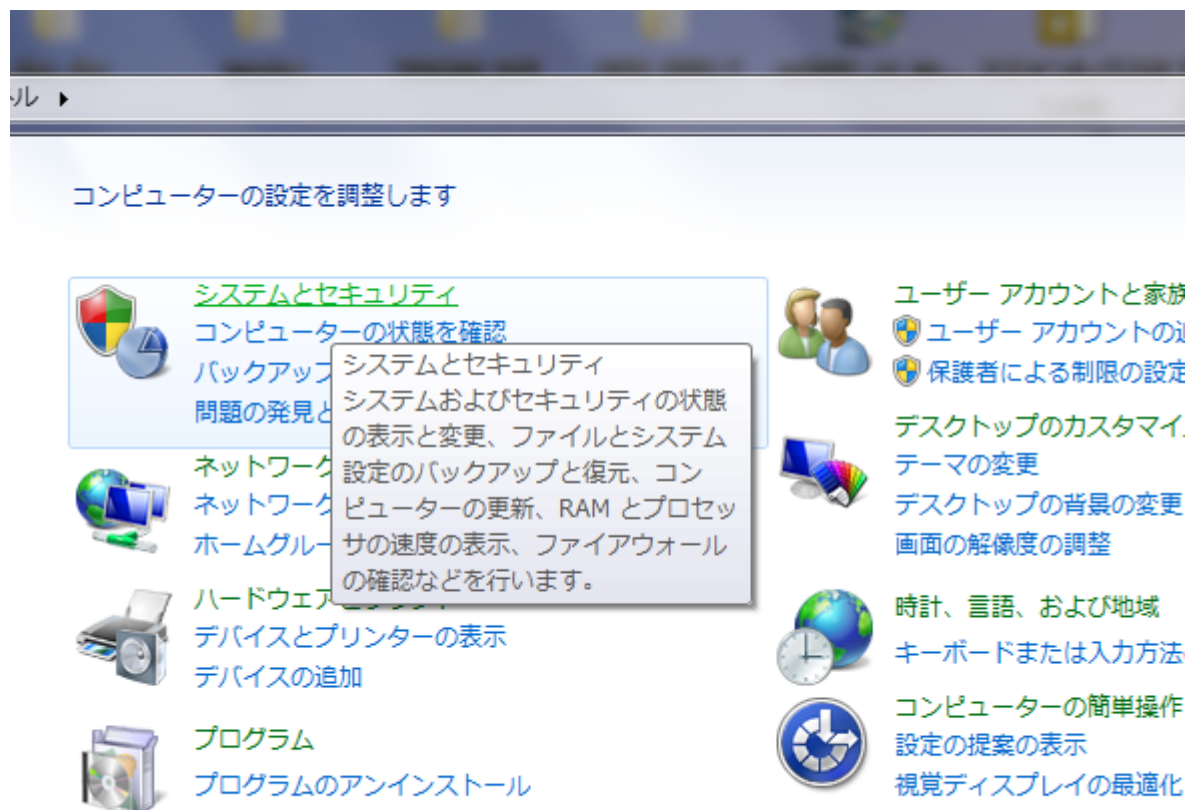 ル ▶
コンピューターの設定を調整します
システムとセキュリティ
コンピューターの状態を確認
バックアップ
問題の発見と
システムとセキュリティ
システムおよびセキュリティの状態
の表示と変更、ファイルとシステム
設定のバックアップと復元、コン
ピューターの更新、RAM とプロセッ
サの速度の表示、ファイアウォール
の確認などを行います。
ネットワーク
ネットワーク
ホームグルー
ハードウェア
デバイスとプリンターの表示
デバイスの追加
プログラム
プログラムのアンインストール
ユーザー アカウントと家族
ユーザー アカウントの追
保護者による制限の設定
デスクトップのカスタマイ
テーマの変更
デスクトップの背景の変更
画面の解像度の調整
時計、言語、および地域
キーボードまたは入力方法
コンピューターの簡単操作
設定の提案の表示
視覚ディスプレイの最適化